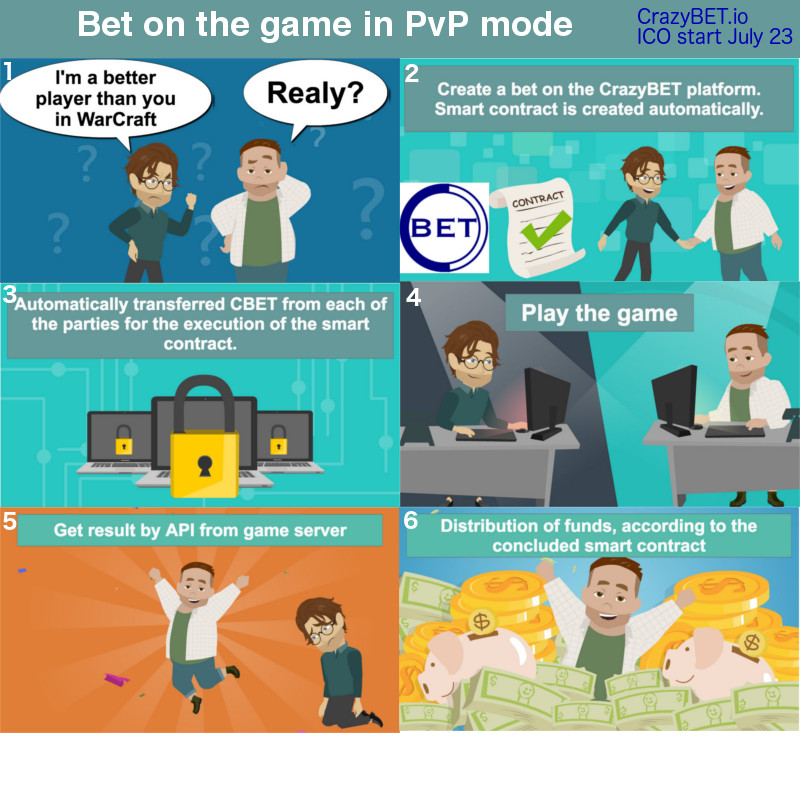 Bet on the game in PvP mode
CrazyBET.io
ICO start July 23
1
I'm a better
player than you
in WarCraft
Realy?
2
Create a bet on the CrazyBET platform.
Smart contract is created automatically.
BET
CONTRACT
3
Automatically transferred CBET from each of
the parties for the execution of the smart
contract.
4
Play the game
5
Get result by API from game server
6
Distribution of funds, according to the
concluded smart contract